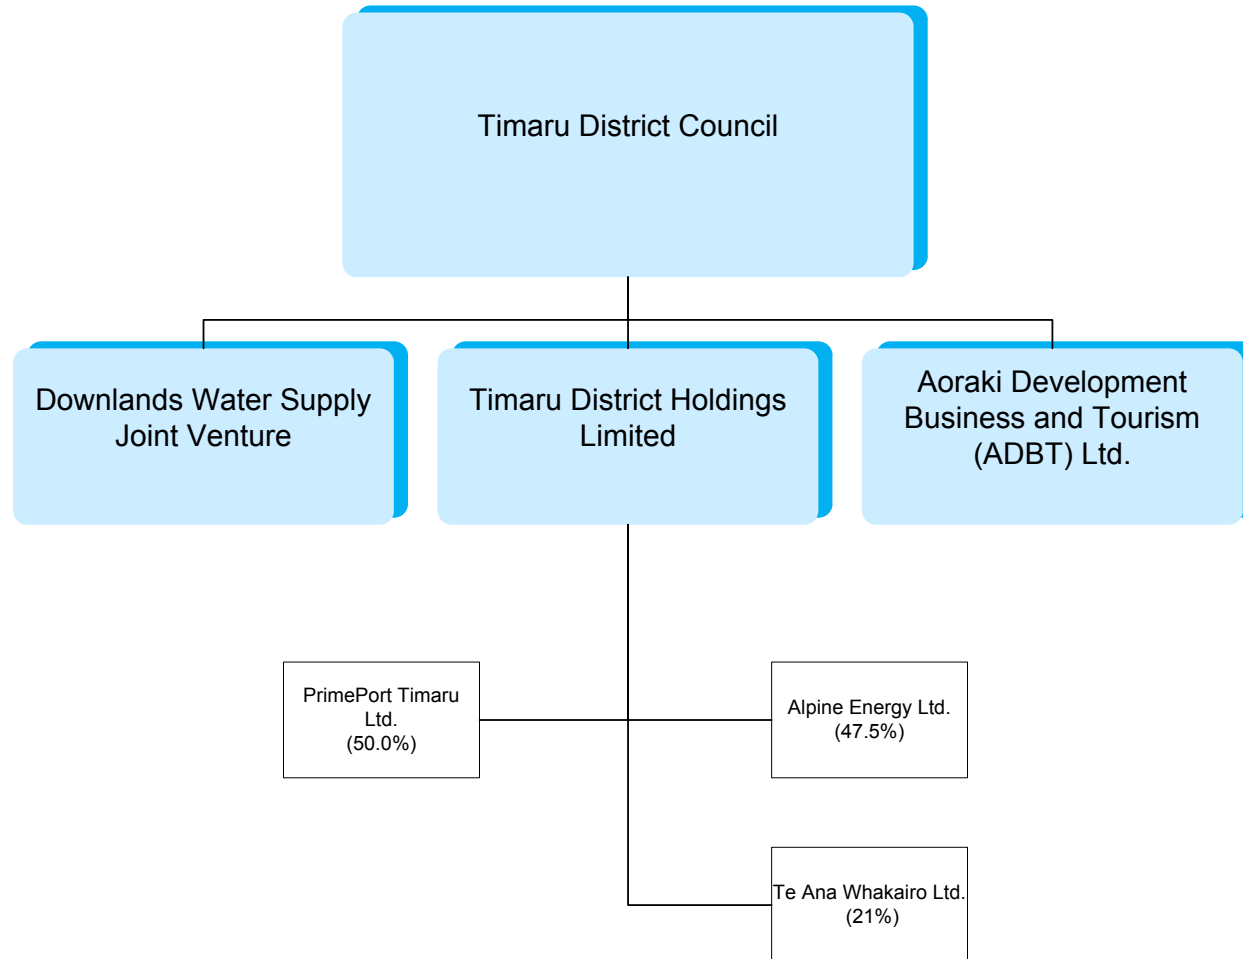 Timaru District Council
Downlands Water Supply
Joint Venture
Timaru District Holdings
Limited
Aoraki Development
Business and Tourism
(ADBT) Ltd.
PrimePort Timaru
Ltd.
(50.0%)
Alpine Energy Ltd.
(47.5%)
Te Ana Whakairo Ltd.
(21%)